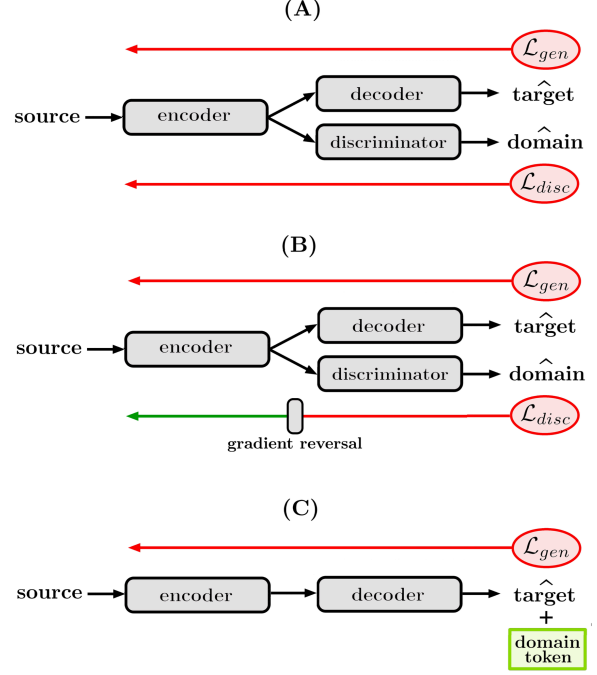 (A)
ℒ_gen
decoder
target̂
source
encoder
discriminator
domain̂
ℒ_disc
(B)
ℒ_gen
decoder
target̂
source
encoder
discriminator
domain̂
ℒ_disc
gradient reversal
(C)
ℒ_gen
source
encoder
decoder
target̂
+
domain
token